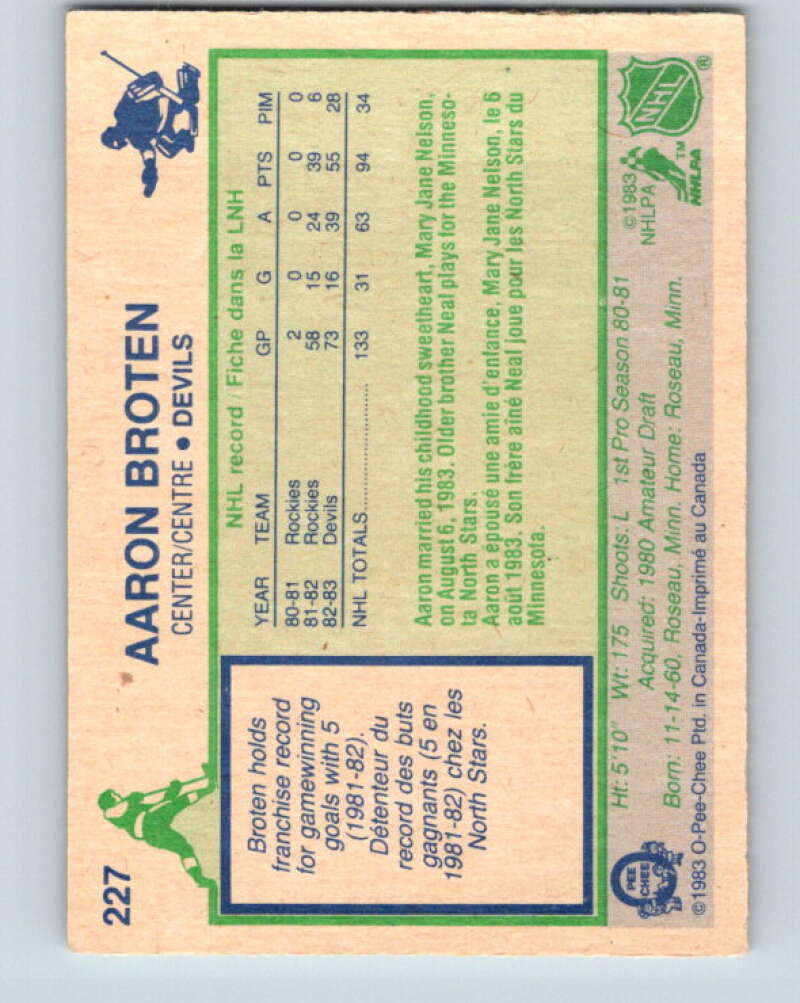 227
AARON BROTEN
CENTER/CENTRE • DEVILS
Broten holds
franchise record
for gamewinning
goals with 5
(1981-82).
Détenteur du
record des buts
gagnants (5 en
1981-82) chez les
North Stars.
NHL record / Fiche dans la LNH
YEAR TEAM GP G A PTS PIM
80-81 Rockies 2 0 0 0 0
81-82 Rockies 58 15 24 39 6
82-83 Devils 73 16 39 55 28
NHL TOTALS.................... 133 31 63 94 34
Aaron married his childhood sweetheart, Mary Jane Nelson,
on August 6, 1983. Older brother Neal plays for the Minneso-
ta North Stars.
Aaron a épousé une amie d'enfance, Mary Jane Nelson, le 6
aout 1983. Son frère ainé Neal joue pour les North Stars du
Minnesota.
Ht: 5'10" Wt: 175 Shoots: L 1st Pro Season 80-81
Acquired: 1980 Amateur Draft
Born: 11-14-60, Roseau, Minn. Home: Roseau, Minn.
©1983 O-Pee-Chee Ptd. in Canada-Imprimé au Canada
O
PEE
CHEE
©1983
NHLPA
NHLPA
TM
NHL
®